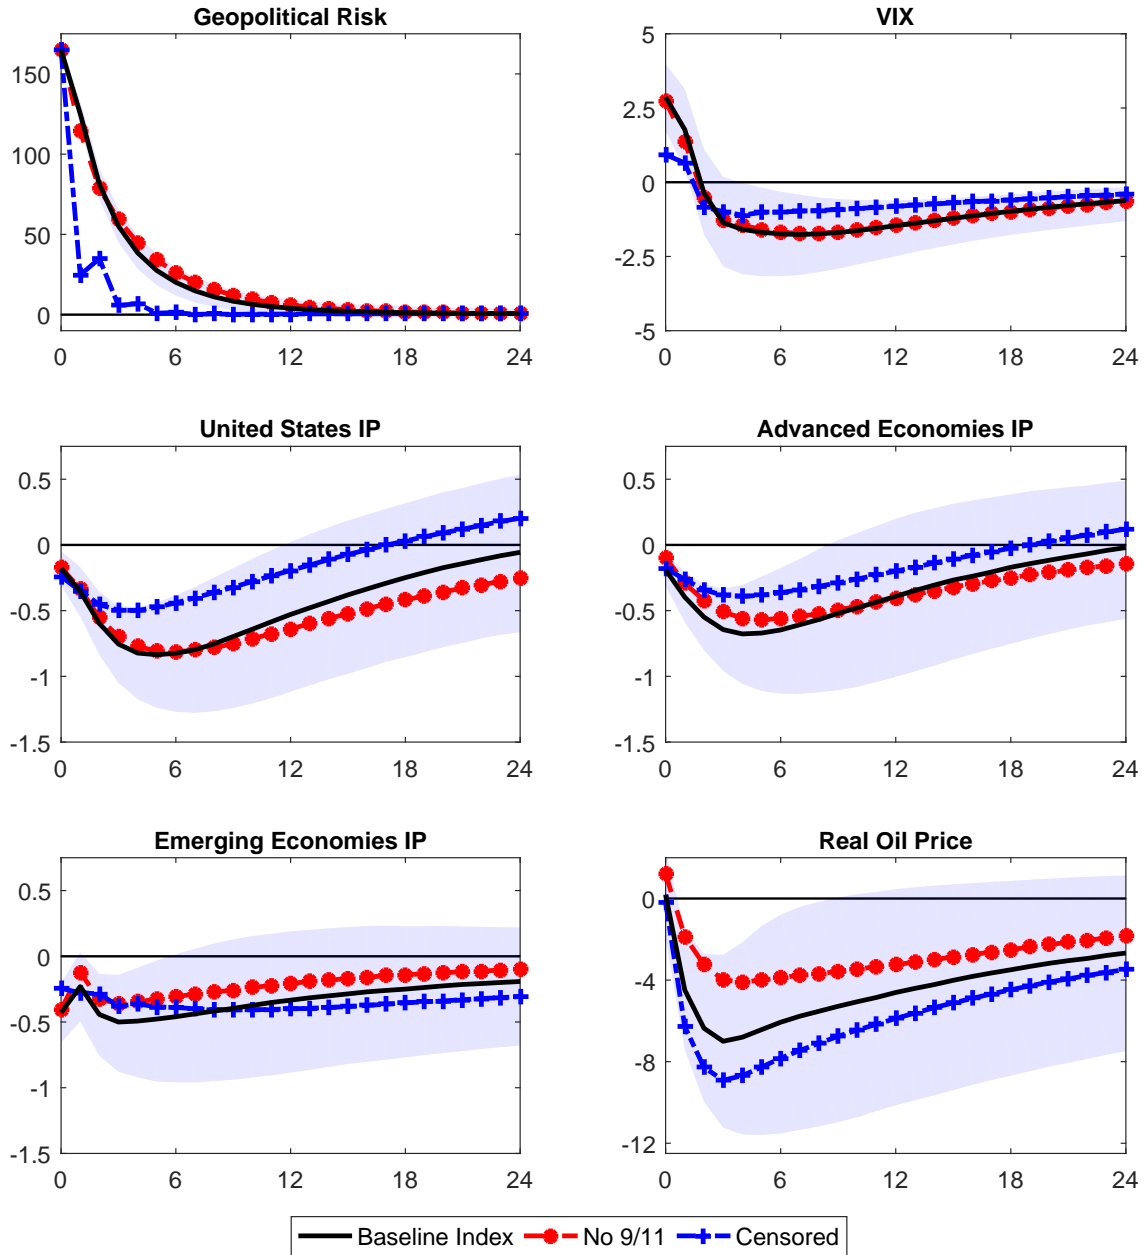 Geopolitical Risk
150
100
50
0
0 6 12 18 24
VIX
5
2.5
0
-2.5
-5
0 6 12 18 24
United States IP
0.5
0
-0.5
-1
-1.5
0 6 12 18 24
Advanced Economies IP
0.5
0
-0.5
-1
-1.5
0 6 12 18 24
Emerging Economies IP
0.5
0
-0.5
-1
-1.5
0 6 12 18 24
Real Oil Price
0
-4
-8
-12
0 6 12 18 24
Baseline Index No 9/11 Censored